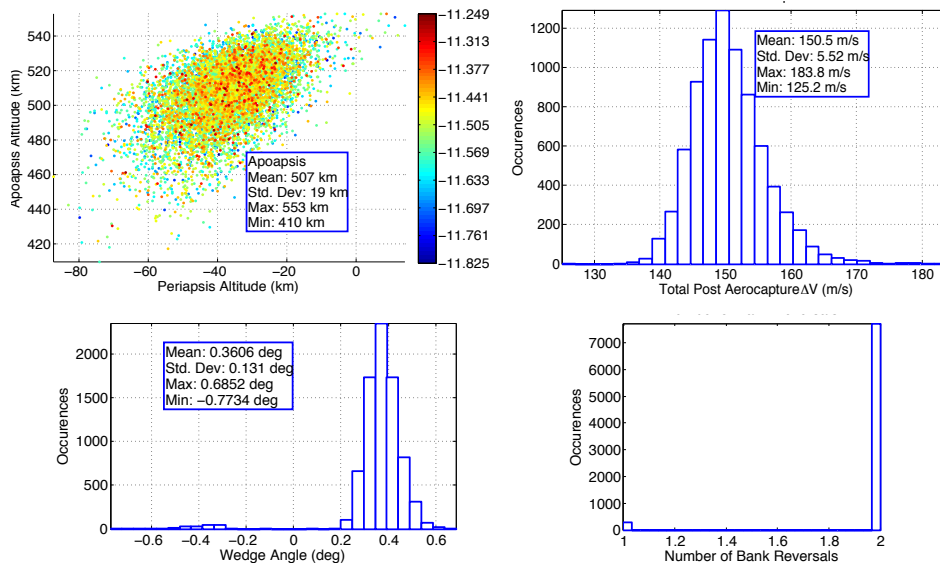 540
520
500
480
460
440
420
Apoapsis Altitude (km)
Apoapsis
Mean: 507 km
Std. Dev: 19 km
Max: 553 km
Min: 410 km
−80
−60
−40
−20
0
Periapsis Altitude (km)
−11.249
−11.313
−11.377
−11.441
−11.505
−11.569
−11.633
−11.697
−11.761
−11.825
1200
1000
800
600
400
200
0
Occurences
Mean: 150.5 m/s
Std. Dev: 5.52 m/s
Max: 183.8 m/s
Min: 125.2 m/s
130
140
150
160
170
180
Total Post Aerocapture ΔV (m/s)
2000
1500
1000
500
0
Occurences
Mean: 0.3606 deg
Std. Dev: 0.131 deg
Max: 0.6852 deg
Min: −0.7734 deg
−0.6
−0.4
−0.2
0
0.2
0.4
0.6
Wedge Angle (deg)
7000
6000
5000
4000
3000
2000
1000
0
Occurences
1
1.2
1.4
1.6
1.8
2
Number of Bank Reversals